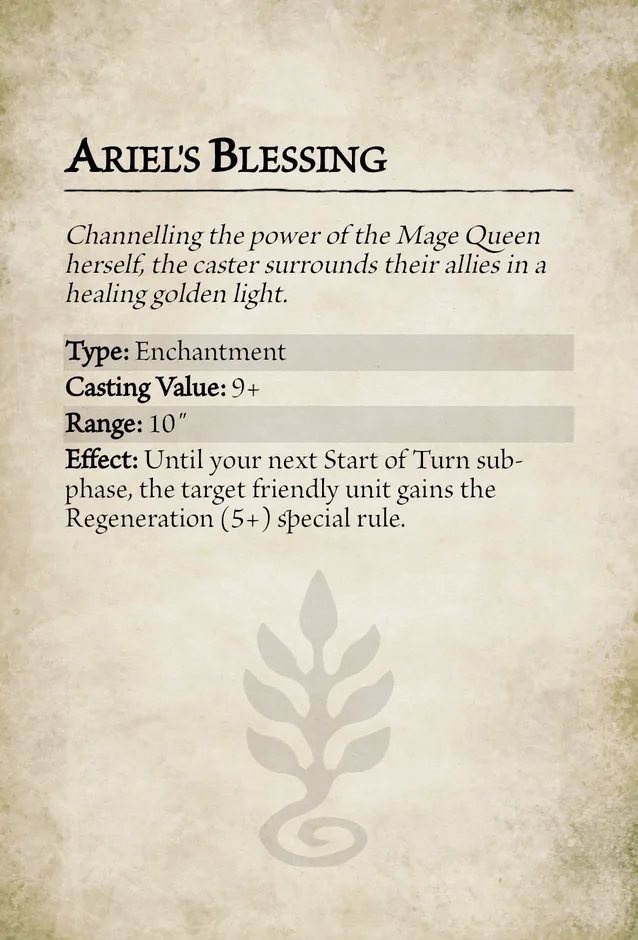 Ariel's Blessing
Channelling the power of the Mage Queen
herself, the caster surrounds their allies in a
healing golden light.
Type: Enchantment
Casting Value: 9+
Range: 10"
Effect: Until your next Start of Turn sub-
phase, the target friendly unit gains the
Regeneration (5+) special rule.